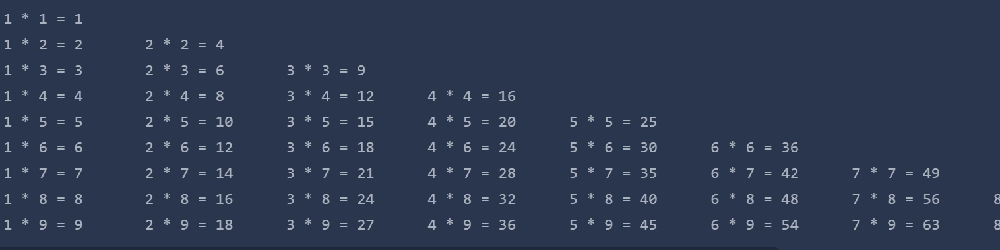 1 * 1 = 1
1 * 2 = 2 2 * 2 = 4
1 * 3 = 3 2 * 3 = 6 3 * 3 = 9
1 * 4 = 4 2 * 4 = 8 3 * 4 = 12 4 * 4 = 16
1 * 5 = 5 2 * 5 = 10 3 * 5 = 15 4 * 5 = 20 5 * 5 = 25
1 * 6 = 6 2 * 6 = 12 3 * 6 = 18 4 * 6 = 24 5 * 6 = 30 6 * 6 = 36
1 * 7 = 7 2 * 7 = 14 3 * 7 = 21 4 * 7 = 28 5 * 7 = 35 6 * 7 = 42 7 * 7 = 49
1 * 8 = 8 2 * 8 = 16 3 * 8 = 24 4 * 8 = 32 5 * 8 = 40 6 * 8 = 48 7 * 8 = 56 8
1 * 9 = 9 2 * 9 = 18 3 * 9 = 27 4 * 9 = 36 5 * 9 = 45 6 * 9 = 54 7 * 9 = 63 8